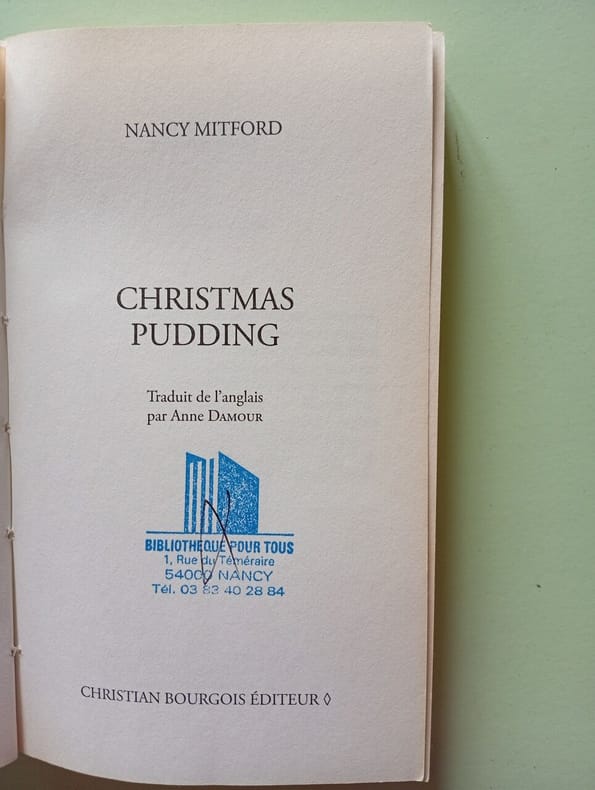 NANCY MITFORD
CHRISTMAS
PUDDING
Traduit de l'anglais
par Anne DAMOUR
BIBLIOTHEQUE POUR TOUS
1, Rue du Téméraire
54000 NANCY
Tél. 03 83 40 28 84
CHRISTIAN BOURGOIS ÉDITEUR ◊